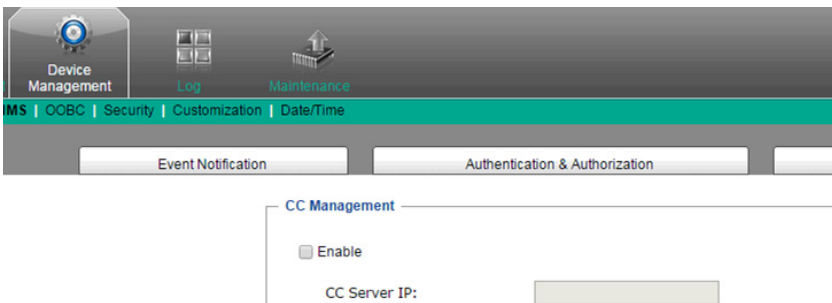 Device
Management
Log
Maintenance
| OOBC | Security | Customization | Date/Time
Event Notification
Authentication & Authorization
CC Management
Enable
CC Server IP: